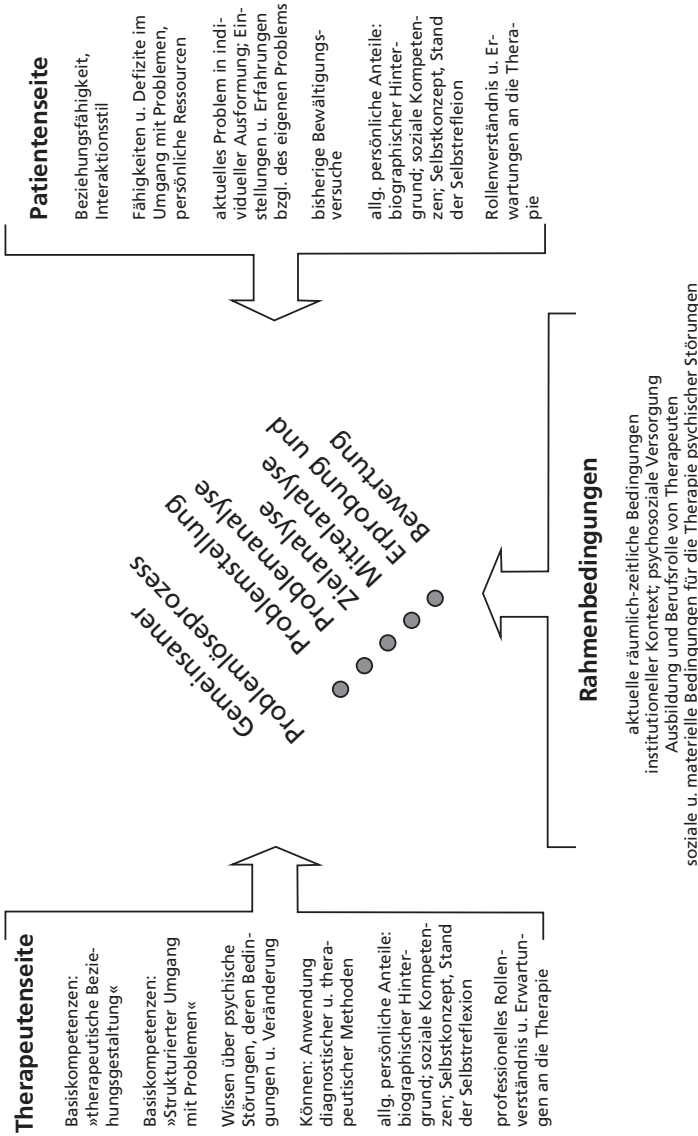 Therapeutenseite
Basiskompetenzen:
»therapeutische Bezie-
hungsgestaltung«
Basiskompetenzen:
»Strukturierter Umgang
mit Problemen«
Wissen über psychische
Störungen, deren Bedin-
gungen u. Veränderung
Können: Anwendung
diagnostischer u. thera-
peutischer Methoden
allg. persönliche Anteile:
biographischer Hinter-
grund; soziale Kompeten-
zen; Selbstkonzept, Stand
der Selbstreflexion
professionelles Rollen-
verständnis u. Erwartun-
gen an die Therapie
Gemeinsamer
Problemlöseprozess
Problemstellung
Problemanalyse
Zielanalyse
Mittelanalyse
Erprobung und
Bewertung
Patientenseite
Beziehungsfähigkeit,
Interaktionsstil
Fähigkeiten u. Defizite im
Umgang mit Problemen,
persönliche Ressourcen
aktuelles Problem in indi-
vidueller Ausformung; Ein-
stellungen u. Erfahrungen
bzgl. des eigenen Problems
bisherige Bewältigungs-
versuche
allg. persönliche Anteile:
biographischer Hinter-
grund; soziale Kompeten-
zen; Selbstkonzept, Stand
der Selbstrefleion
Rollenverständnis u. Er-
wartungen an die Thera-
pie
Rahmenbedingungen
aktuelle räumlich-zeitliche Bedingungen
institutioneller Kontext; psychosoziale Versorgung
Ausbildung und Berufsrolle von Therapeuten
soziale u. materielle Bedingungen für die Therapie psychischer Störungen